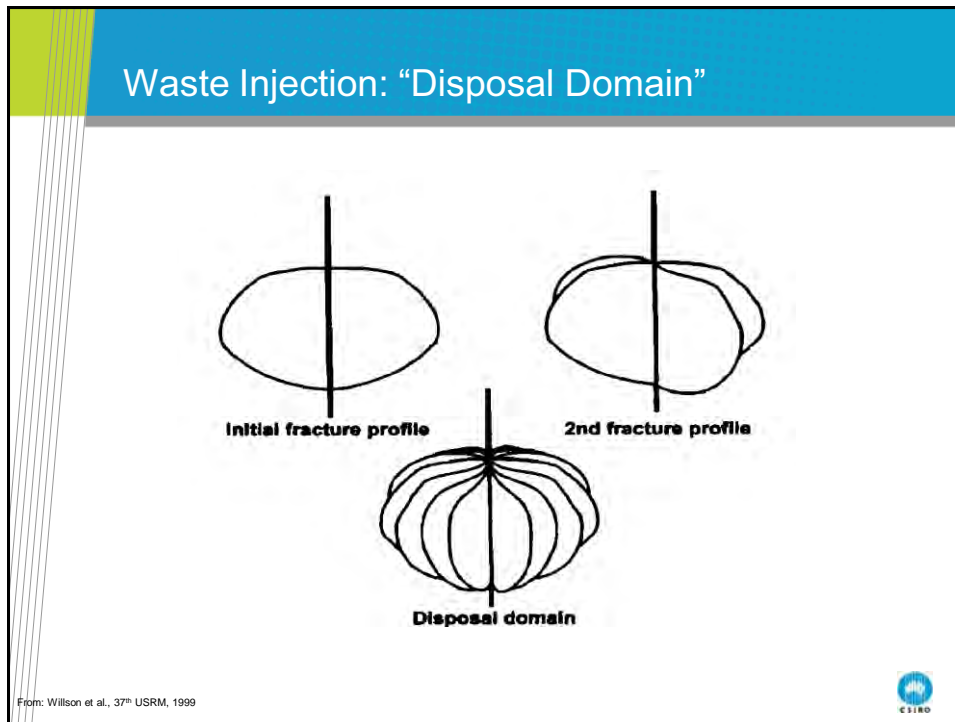 Waste Injection: “Disposal Domain”
Initial fracture profile
2nd fracture profile
Disposal domain
From: Willson et al., 37th USRM, 1999
CSIRO